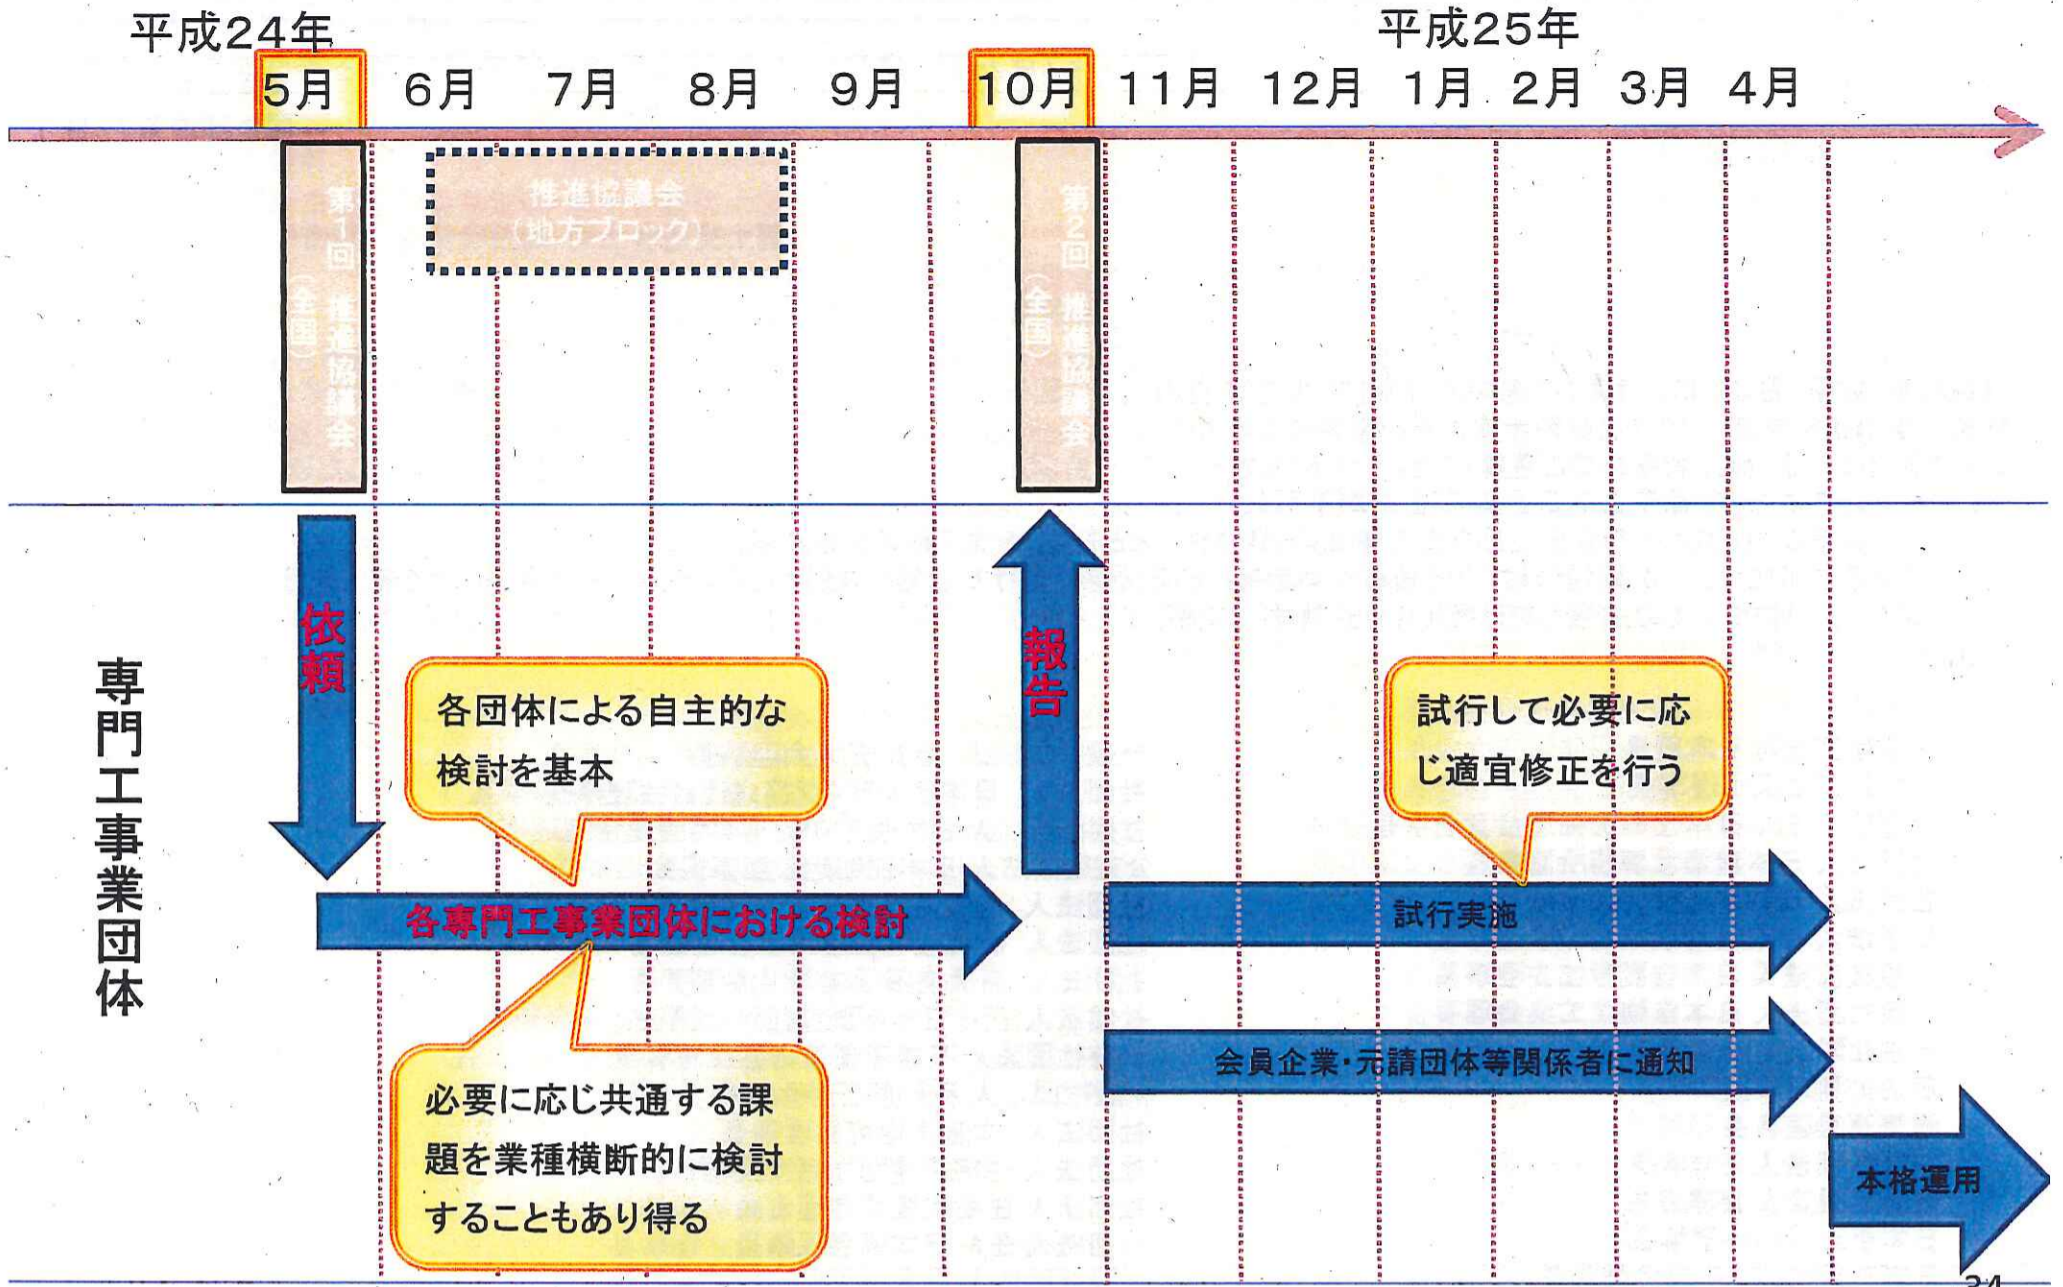 平成24年
平成25年
5月 6月 7月 8月 9月 10月 11月 12月 1月 2月 3月 4月
第1回 推進協議会
(全国)
推進協議会
(地方ブロック)
第2回 推進協議会
(全国)
専門工事業団体
依頼
報告
各団体による自主的な
検討を基本
試行して必要に応
じ適宜修正を行う
各専門工事業団体における検討
試行実施
会員企業・元請団体等関係者に通知
必要に応じ共通する課
題を業種横断的に検討
することもあり得る
本格運用
34